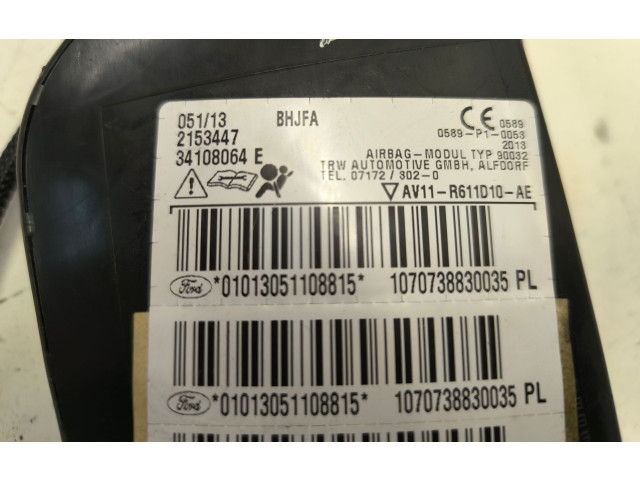 051/13 BHJFA
2153447
34108064 E
CE 0589
0589-P1-0053
2013
AIRBAG-MODUL TYP 90032
TRW AUTOMOTIVE GMBH, ALFDORF
TEL. 07172 / 302-0
AV11-R611D10-AE
Ford *01013051108815* 1070738830035 PL
Ford *01013051108815* 1070738830035 PL